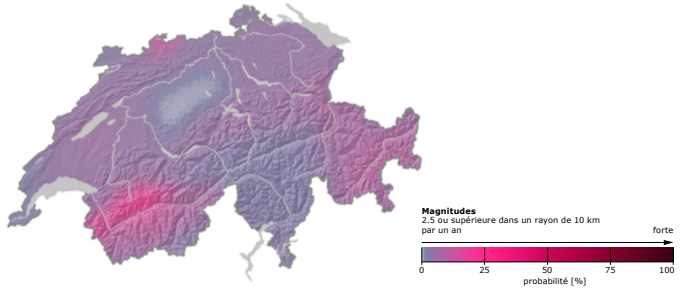 Magnitudes
2.5 ou supérieure dans un rayon de 10 km
par un an forte
0 25 50 75 100
probabilité [%]